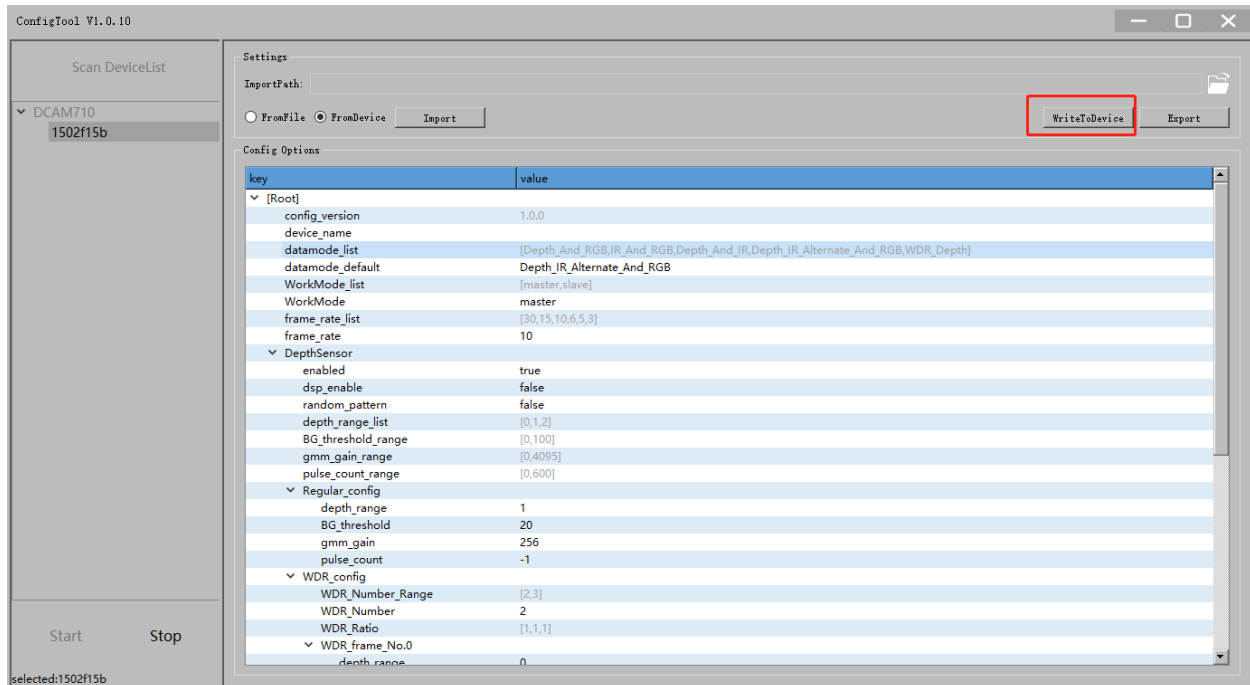 ConfigTool V1.0.10
Scan DeviceList
DCAM710
1502f15b
Start Stop
selected:1502f15b
Settings
ImportPath:
FromFile FromDevice Import WriteToDevice Export
Config Options
key value
[Root]
config_version 1.0.0
device_name
datamode_list [Depth_And_RGB,IR_And_RGB,Depth_And_IR,Depth_IR_Alternate_And_RGB,WDR_Depth]
datamode_default Depth_IR_Alternate_And_RGB
WorkMode_list [master,slave]
WorkMode master
frame_rate_list [30,15,10,6,5,3]
frame_rate 10
DepthSensor
enabled true
dsp_enable false
random_pattern false
depth_range_list [0,1,2]
BG_threshold_range [0,100]
gmm_gain_range [0,4095]
pulse_count_range [0,600]
Regular_config
depth_range 1
BG_threshold 20
gmm_gain 256
pulse_count -1
WDR_config
WDR_Number_Range [2,3]
WDR_Number 2
WDR_Ratio [1,1,1]
WDR_frame_No.0
depth_range 0